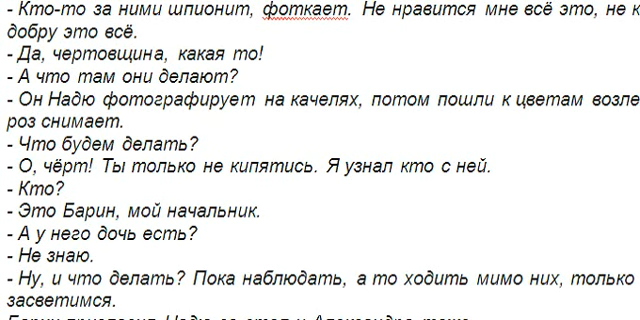 - Кто-то за ними шпионит, фоткает. Не нравится мне всё это, не к
добру это всё.
- Да, чертовщина, какая то!
- А что там они делают?
- Он Надю фотографирует на качелях, потом пошли к цветам возле
роз снимает.
- Что будем делать?
- О, чёрт! Ты только не кипятись. Я узнал кто с ней.
- Кто?
- Это Барин, мой начальник.
- А у него дочь есть?
- Не знаю.
- Ну, и что делать? Пока наблюдать, а то ходить мимо них, только
засветимся.